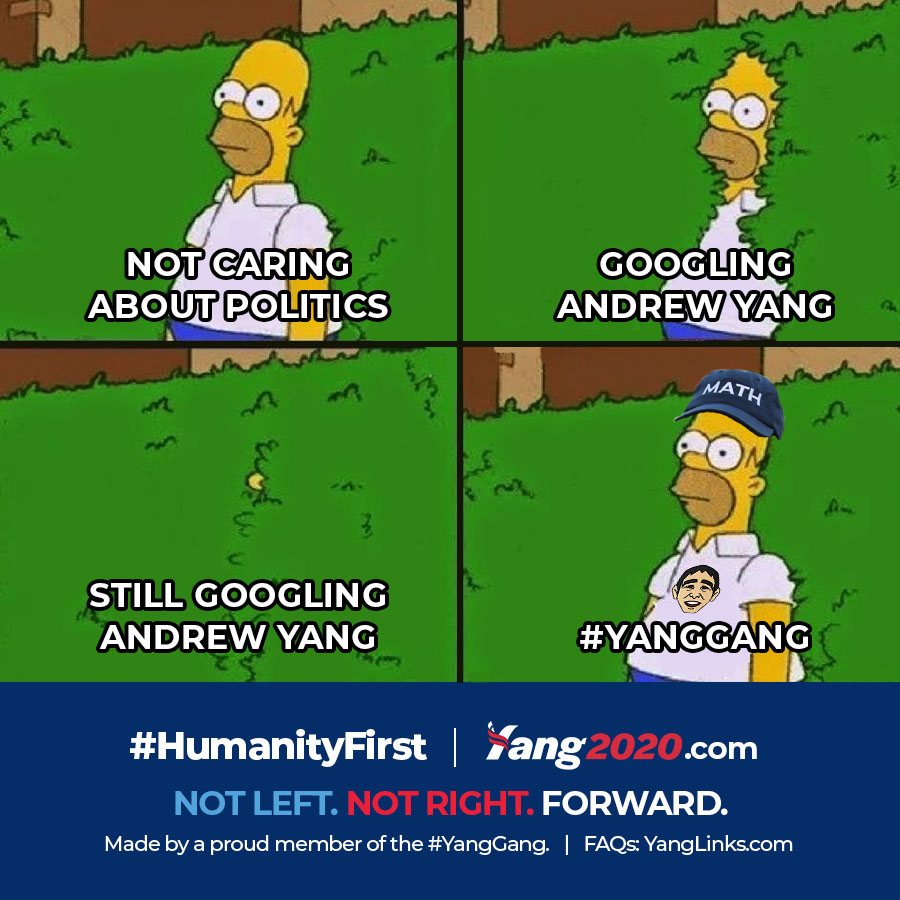 NOT CARING
ABOUT POLITICS
GOOGLING
ANDREW YANG
STILL GOOGLING
ANDREW YANG
MATH
#YANGGANG
#HumanityFirst | Yang2020.com
NOT LEFT. NOT RIGHT. FORWARD.
Made by a proud member of the #YangGang. | FAQs: YangLinks.com